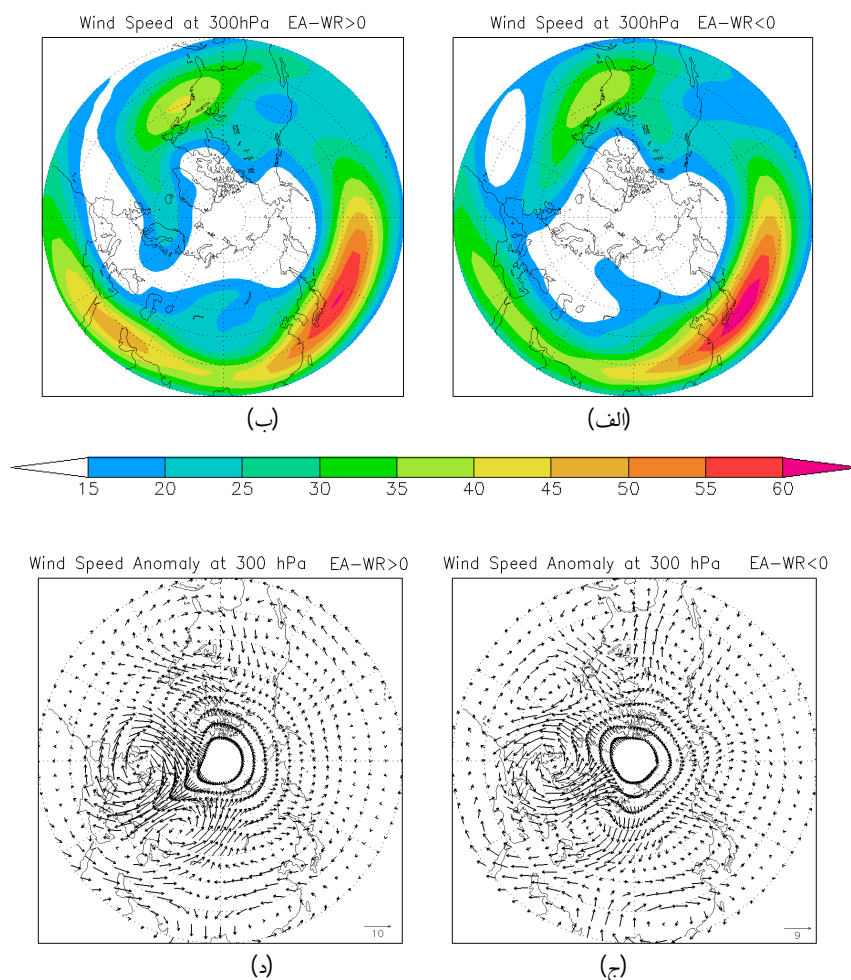 Wind Speed at 300hPa EA-WR>0
Wind Speed at 300hPa EA-WR<0
(ب)
(الف)
15 20 25 30 35 40 45 50 55 60
Wind Speed Anomaly at 300 hPa EA-WR>0
Wind Speed Anomaly at 300 hPa EA-WR<0
10
9
(د)
(ج)